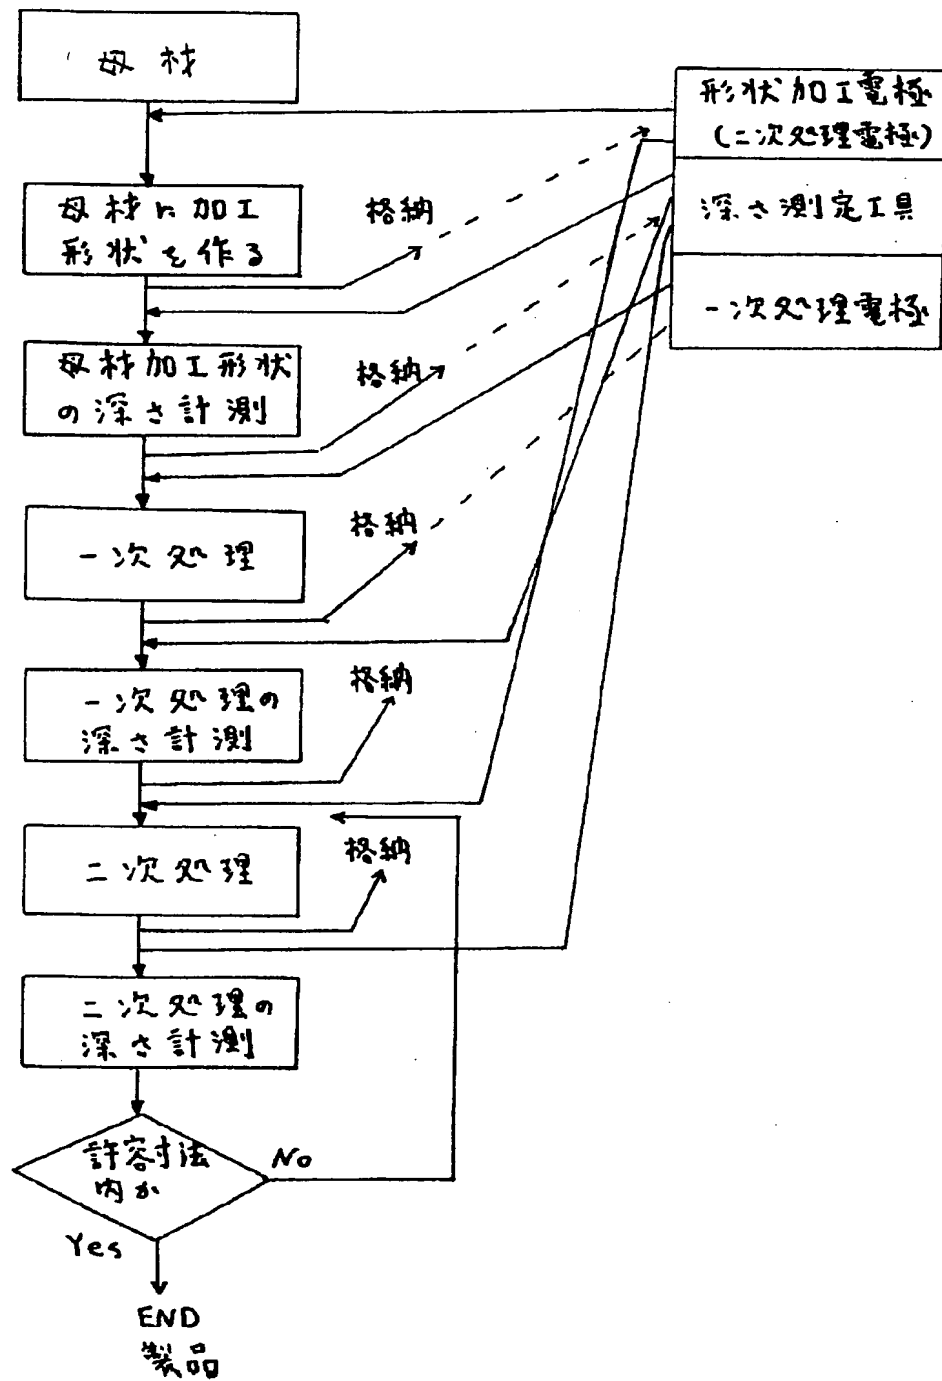 母材
形状加工電極
(二次処理電極)
母材に加工
形状を作る
格納
深さ測定工具
一次処理電極
母材加工形状
の深さ計測
格納
一次処理
格納
一次処理の
深さ計測
格納
二次処理
格納
二次処理の
深さ計測
許容寸法
内か
No
Yes
END
製品